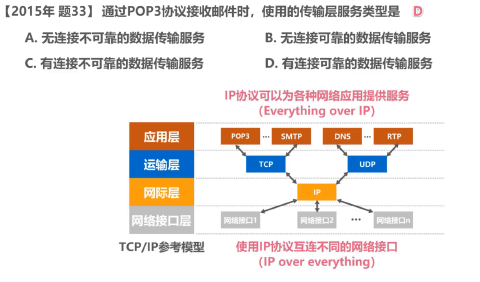 【2015年 题33】 通过POP3协议接收邮件时，使用的传输层服务类型是 D
A. 无连接不可靠的数据传输服务 B. 无连接可靠的数据传输服务
C. 有连接不可靠的数据传输服务 D. 有连接可靠的数据传输服务
IP协议可以为各种网络应用提供服务
（Everything over IP）
应用层 POP3 ··· SMTP DNS ··· RTP
运输层 TCP UDP
网际层 IP
网络接口层 网络接口1 网络接口2 ··· 网络接口n
TCP/IP参考模型 使用IP协议互连不同的网络接口
（IP over everything）